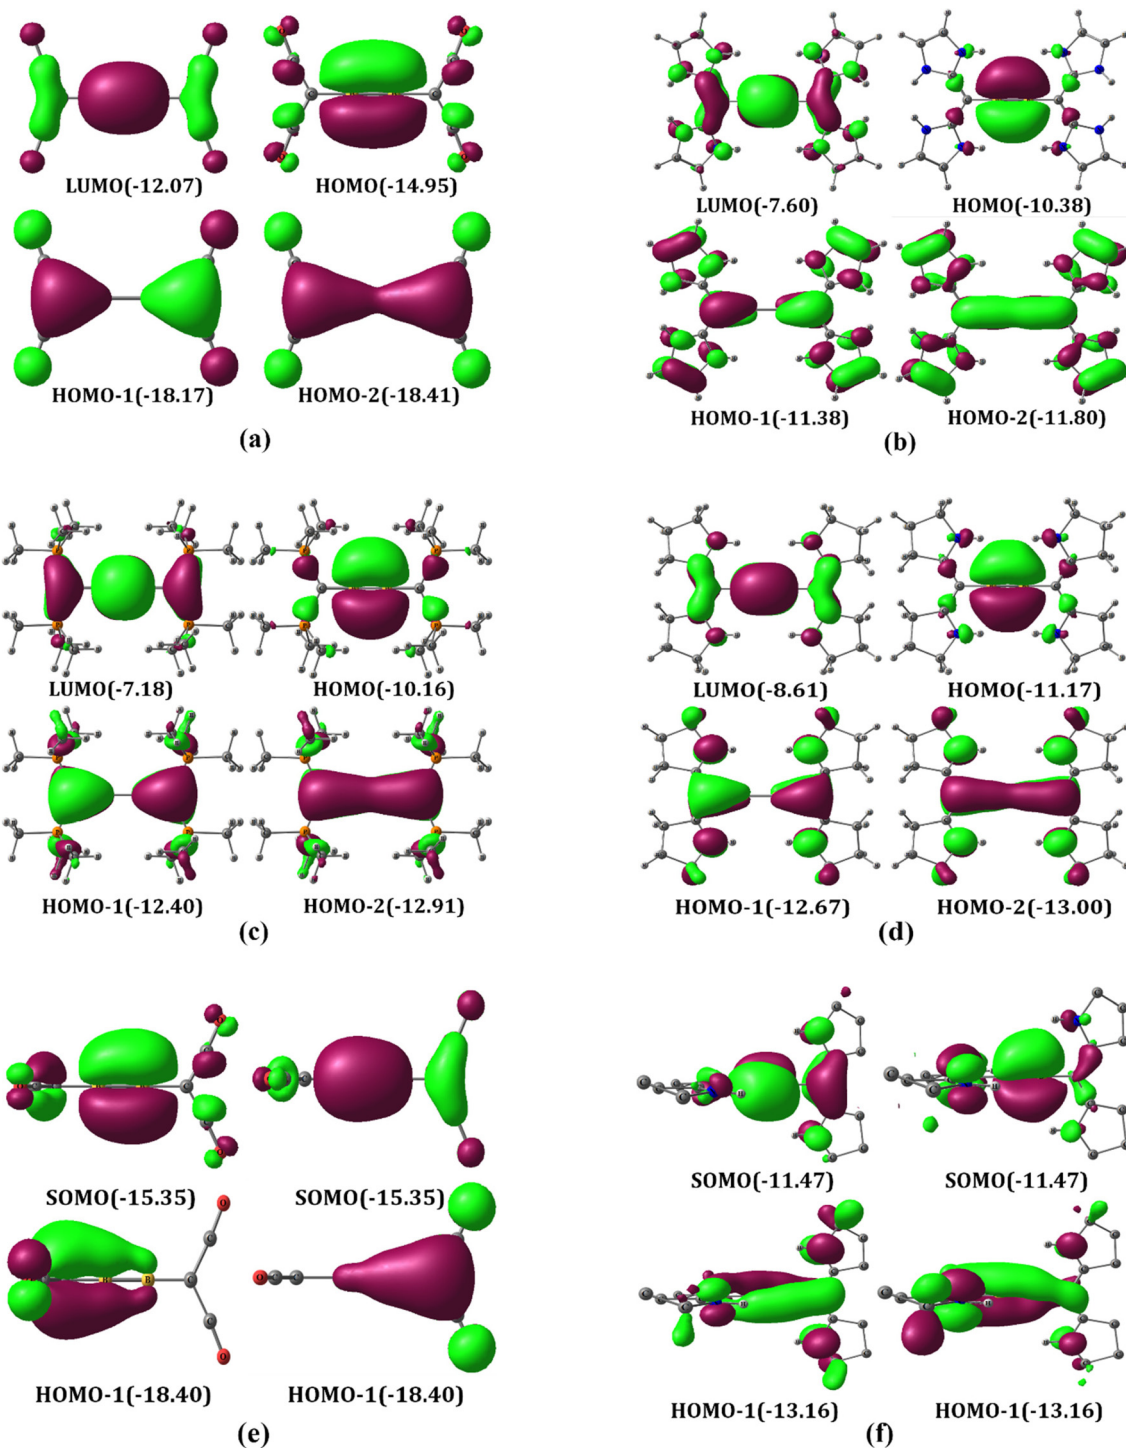 LUMO(-12.07) HOMO(-14.95)
HOMO-1(-18.17) HOMO-2(-18.41)
(a)
LUMO(-7.60) HOMO(-10.38)
HOMO-1(-11.38) HOMO-2(-11.80)
(b)
LUMO(-7.18) HOMO(-10.16)
HOMO-1(-12.40) HOMO-2(-12.91)
(c)
LUMO(-8.61) HOMO(-11.17)
HOMO-1(-12.67) HOMO-2(-13.00)
(d)
SOMO(-15.35) SOMO(-15.35)
HOMO-1(-18.40) HOMO-1(-18.40)
(e)
SOMO(-11.47) SOMO(-11.47)
HOMO-1(-13.16) HOMO-1(-13.16)
(f)